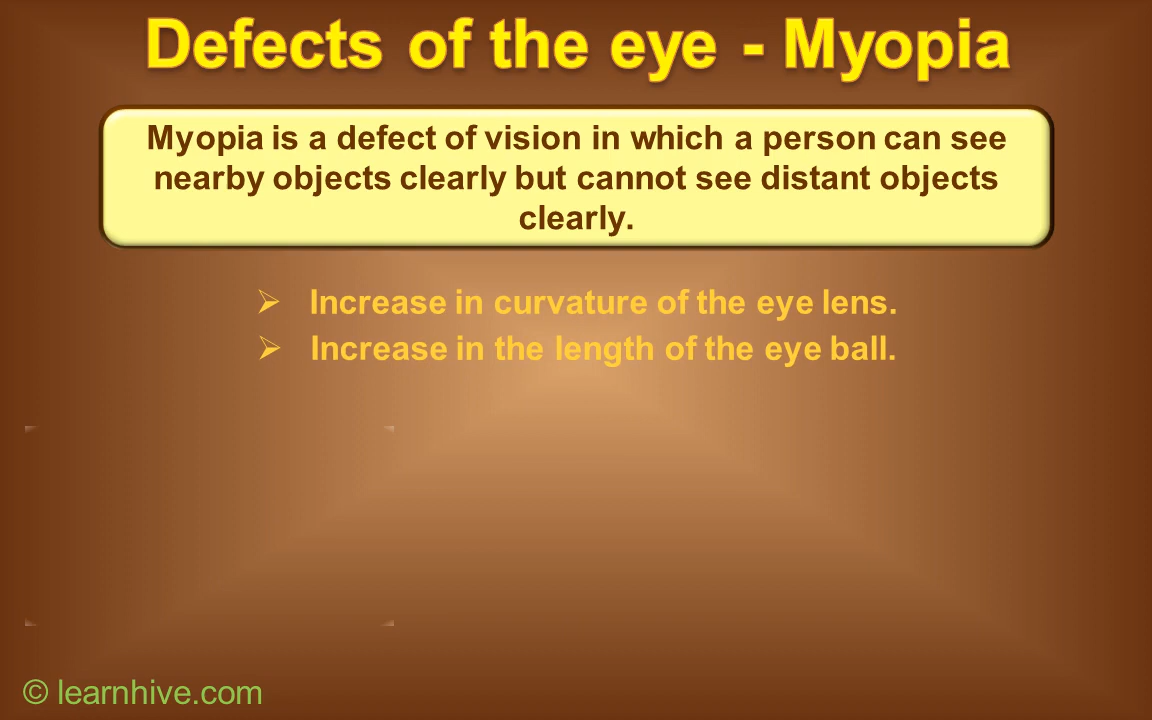 Defects of the eye - Myopia
Myopia is a defect of vision in which a person can see
nearby objects clearly but cannot see distant objects
clearly.
➢ Increase in curvature of the eye lens.
➢ Increase in the length of the eye ball.
© learnhive.com